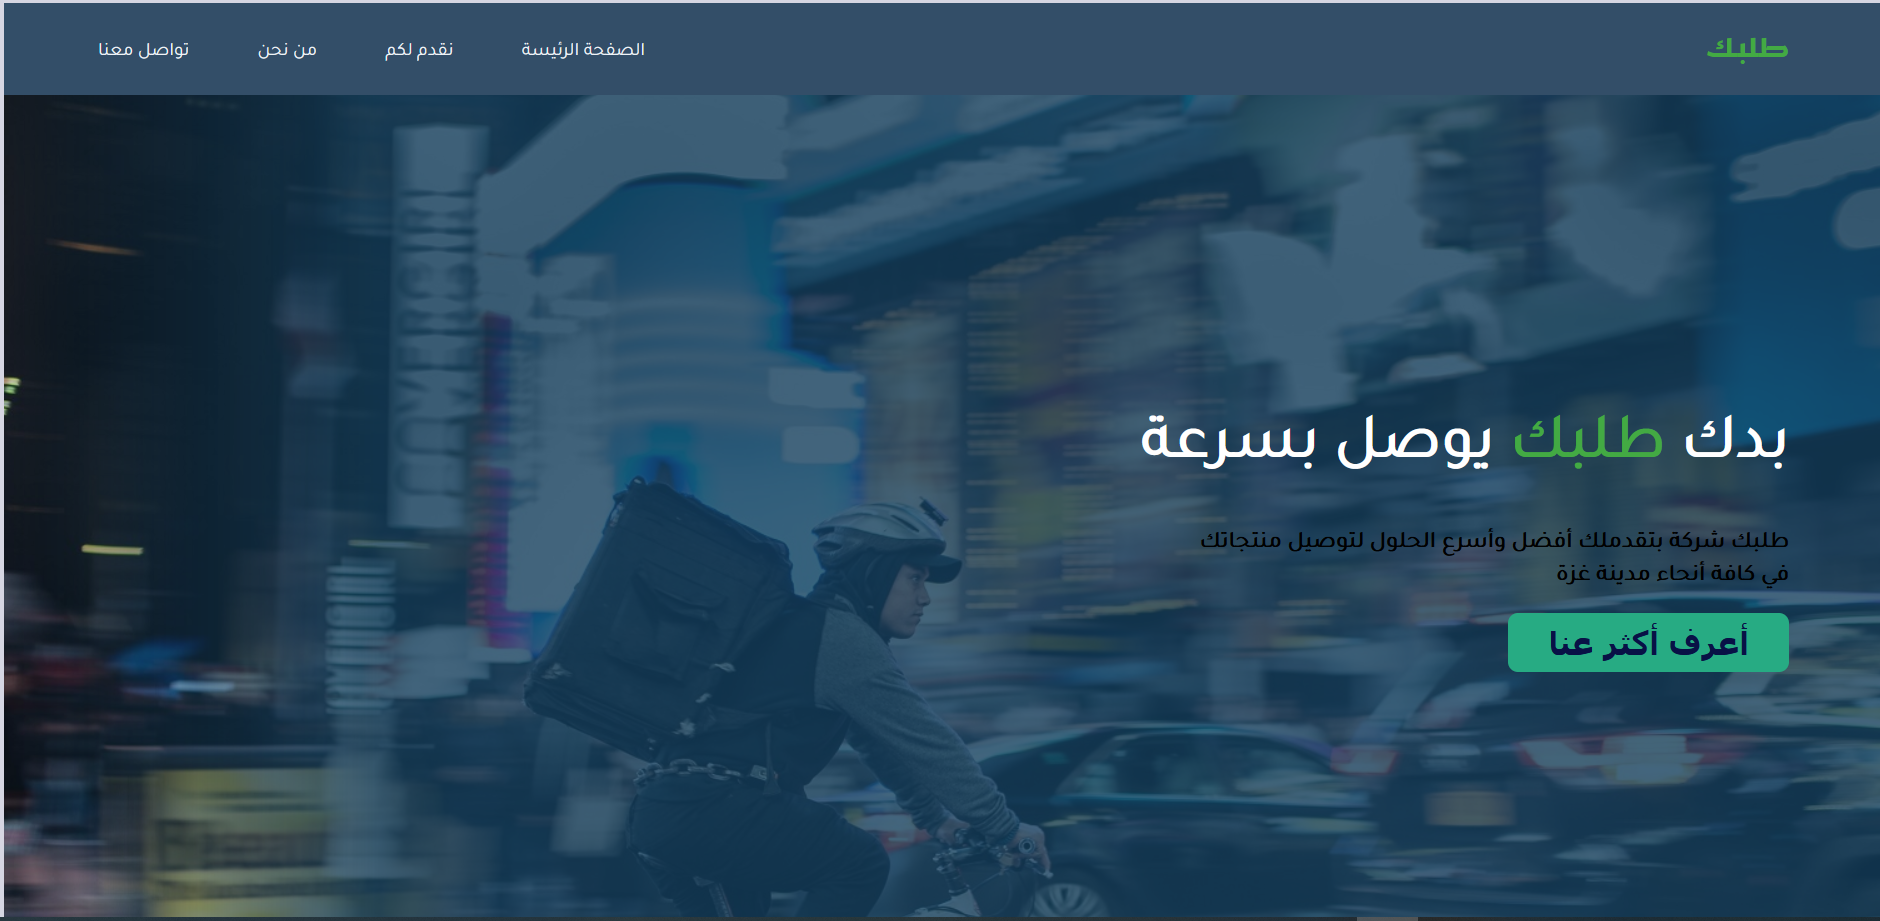 طلبك
الصفحة الرئيسة
نقدم لكم
من نحن
تواصل معنا
بدك طلبك يوصل بسرعة
طلبك شركة بتقدملك أفضل وأسرع الحلول لتوصيل منتجاتك
في كافة أنحاء مدينة غزة
أعرف أكثر عنا